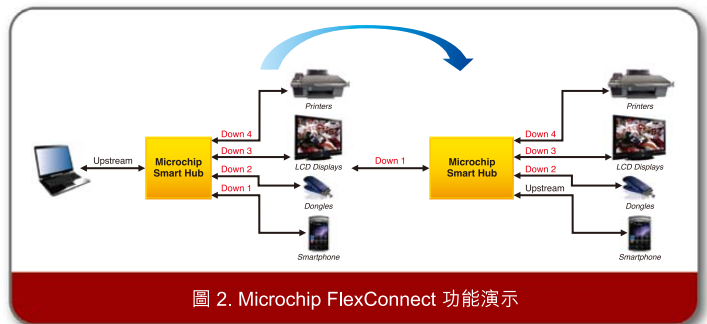 Down 4
Printers
Down 3
LCD Displays
Upstream
Microchip
Smart Hub
Down 2
Dongles
Down 1
Smartphone
Down 4
Printers
Down 3
LCD Displays
Down 1
Microchip
Smart Hub
Down 2
Dongles
Upstream
Smartphone
圖 2. Microchip FlexConnect 功能演示